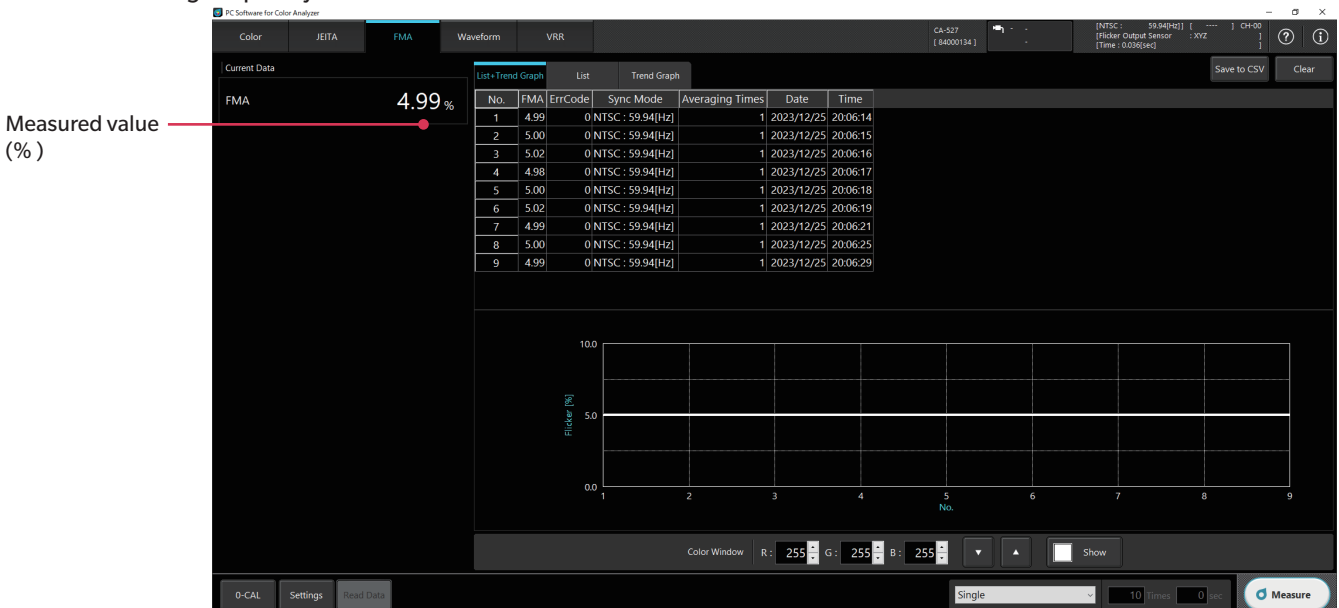 PC Software for Color Analyzer
Color JEITA FMA Waveform VRR
CA-527
[ 84000134 ]
- -
-
[NTSC : 59.94[Hz]] [ ---- ] CH-00
[Flicker Output Sensor : XYZ ]
[Time : 0.036[sec] ]
Current Data
FMA 4.99 %
Measured value
(% )
List+Trend Graph List Trend Graph
Save to CSV Clear
No. FMA ErrCode Sync Mode Averaging Times Date Time
1 4.99 0 NTSC : 59.94[Hz] 1 2023/12/25 20:06:14
2 5.00 0 NTSC : 59.94[Hz] 1 2023/12/25 20:06:15
3 5.02 0 NTSC : 59.94[Hz] 1 2023/12/25 20:06:16
4 4.98 0 NTSC : 59.94[Hz] 1 2023/12/25 20:06:17
5 5.00 0 NTSC : 59.94[Hz] 1 2023/12/25 20:06:18
6 5.02 0 NTSC : 59.94[Hz] 1 2023/12/25 20:06:19
7 4.99 0 NTSC : 59.94[Hz] 1 2023/12/25 20:06:21
8 5.00 0 NTSC : 59.94[Hz] 1 2023/12/25 20:06:25
9 4.99 0 NTSC : 59.94[Hz] 1 2023/12/25 20:06:29
Flicker [%]
10.0
5.0
0.0
1 2 3 4 5 6 7 8 9
No.
Color Window R : 255 G : 255 B : 255 ▼ ▲ Show
0-CAL Settings Read Data Single 10 Times 0 sec Measure